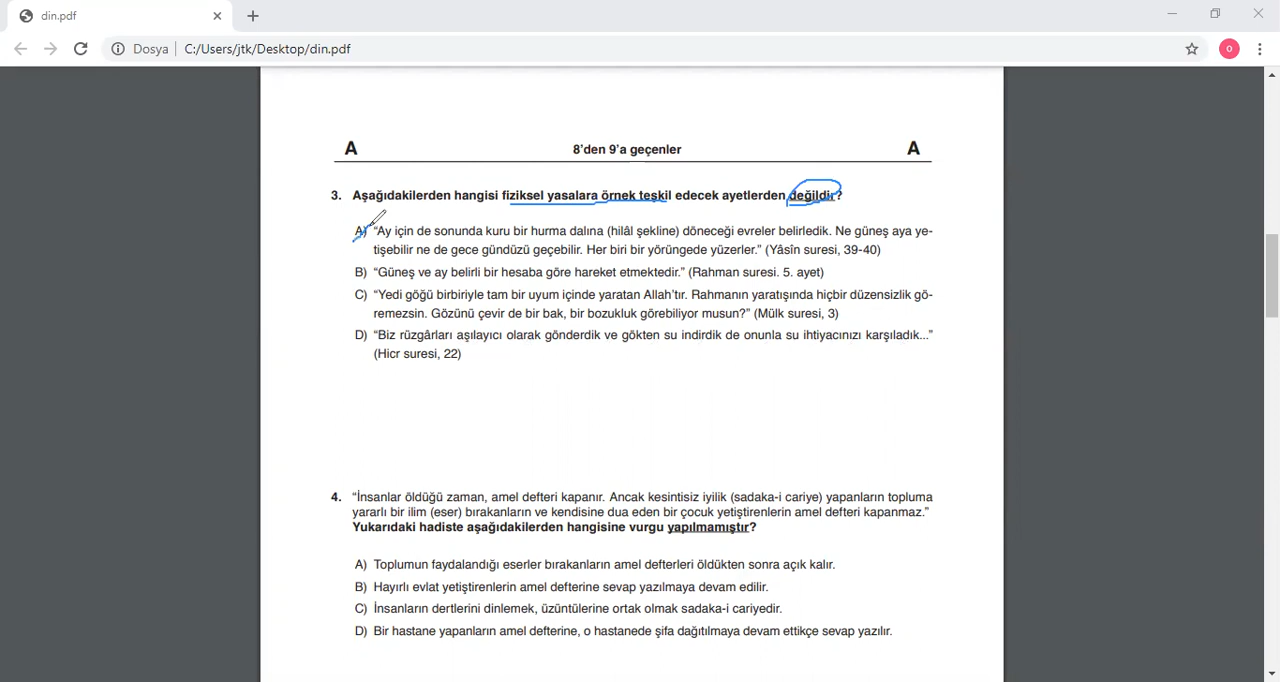 din.pdf
Dosya
C:/Users/jtk/Desktop/din.pdf
O
A
8’den 9’a geçenler
A
3. Aşağıdakilerden hangisi fiziksel yasalara örnek teşkil edecek ayetlerden değildir?
A) “Ay için de sonunda kuru bir hurma dalına (hilâl şekline) döneceği evreler belirledik. Ne güneş aya ye-
tişebilir ne de gece gündüzü geçebilir. Her biri bir yörüngede yüzerler.” (Yâsîn suresi, 39-40)
B) “Güneş ve ay belirli bir hesaba göre hareket etmektedir.” (Rahman suresi. 5. ayet)
C) “Yedi göğü birbiriyle tam bir uyum içinde yaratan Allah’tır. Rahmanın yaratışında hiçbir düzensizlik gö-
remezsin. Gözünü çevir de bir bak, bir bozukluk görebiliyor musun?” (Mülk suresi, 3)
D) “Biz rüzgârları aşılayıcı olarak gönderdik ve gökten su indirdik de onunla su ihtiyacınızı karşıladık...”
(Hicr suresi, 22)
4. “İnsanlar öldüğü zaman, amel defteri kapanır. Ancak kesintisiz iyilik (sadaka-i cariye) yapanların topluma
yararlı bir ilim (eser) bırakanların ve kendisine dua eden bir çocuk yetiştirenlerin amel defteri kapanmaz.”
Yukarıdaki hadiste aşağıdakilerden hangisine vurgu yapılmamıştır?
A) Toplumun faydalandığı eserler bırakanların amel defterleri öldükten sonra açık kalır.
B) Hayırlı evlat yetiştirenlerin amel defterine sevap yazılmaya devam edilir.
C) İnsanların dertlerini dinlemek, üzüntülerine ortak olmak sadaka-i cariyedir.
D) Bir hastane yapanların amel defterine, o hastanede şifa dağıtılmaya devam ettikçe sevap yazılır.